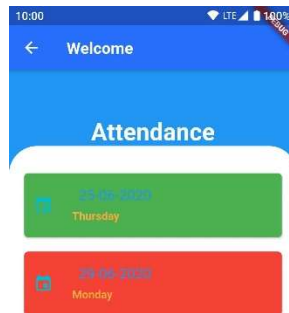 10:00 LTE 100%
DEBUG
Welcome
Attendance
25-06-2020
Thursday
29-06-2020
Monday